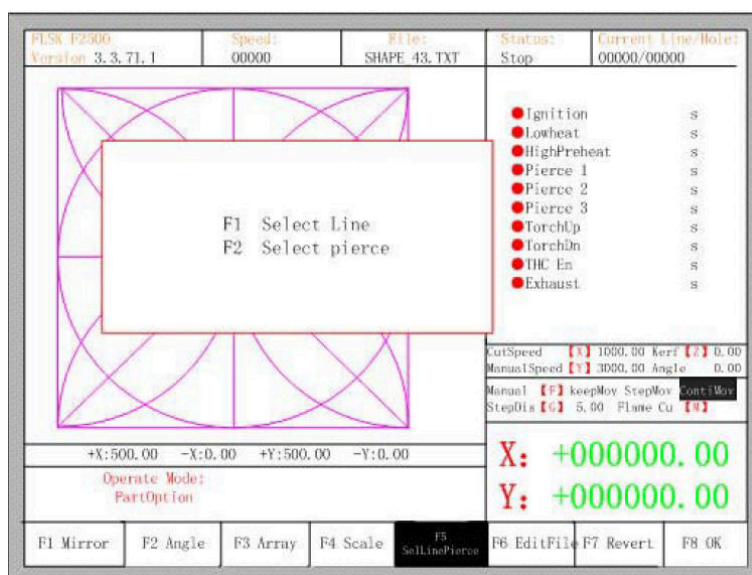 FLSK F2500
Version 3.3.71.1
Speed:
00000
File:
SHAPE_43.TXT
Status:
Stop
Current Line/Hole:
00000/00000
F1 Select Line
F2 Select pierce
Ignition s
Lowheat s
HighPreheat s
Pierce 1 s
Pierce 2 s
Pierce 3 s
TorchUp s
TorchDn s
THC En s
Exhaust s
CutSpeed 【X】 1000.00 Kerf 【Z】 0.00
ManualSpeed 【Y】 3000.00 Angle 0.00
Manual 【F】 keepMov StepMov ContiMov
StepDis 【G】 5.00 Flame Cu 【M】
+X:500.00 -X:0.00 +Y:500.00 -Y:0.00
Operate Mode:
PartOption
X: +000000.00
Y: +000000.00
F1 Mirror
F2 Angle
F3 Array
F4 Scale
F5
SelLinePierce
F6 EditFile
F7 Revert
F8 OK